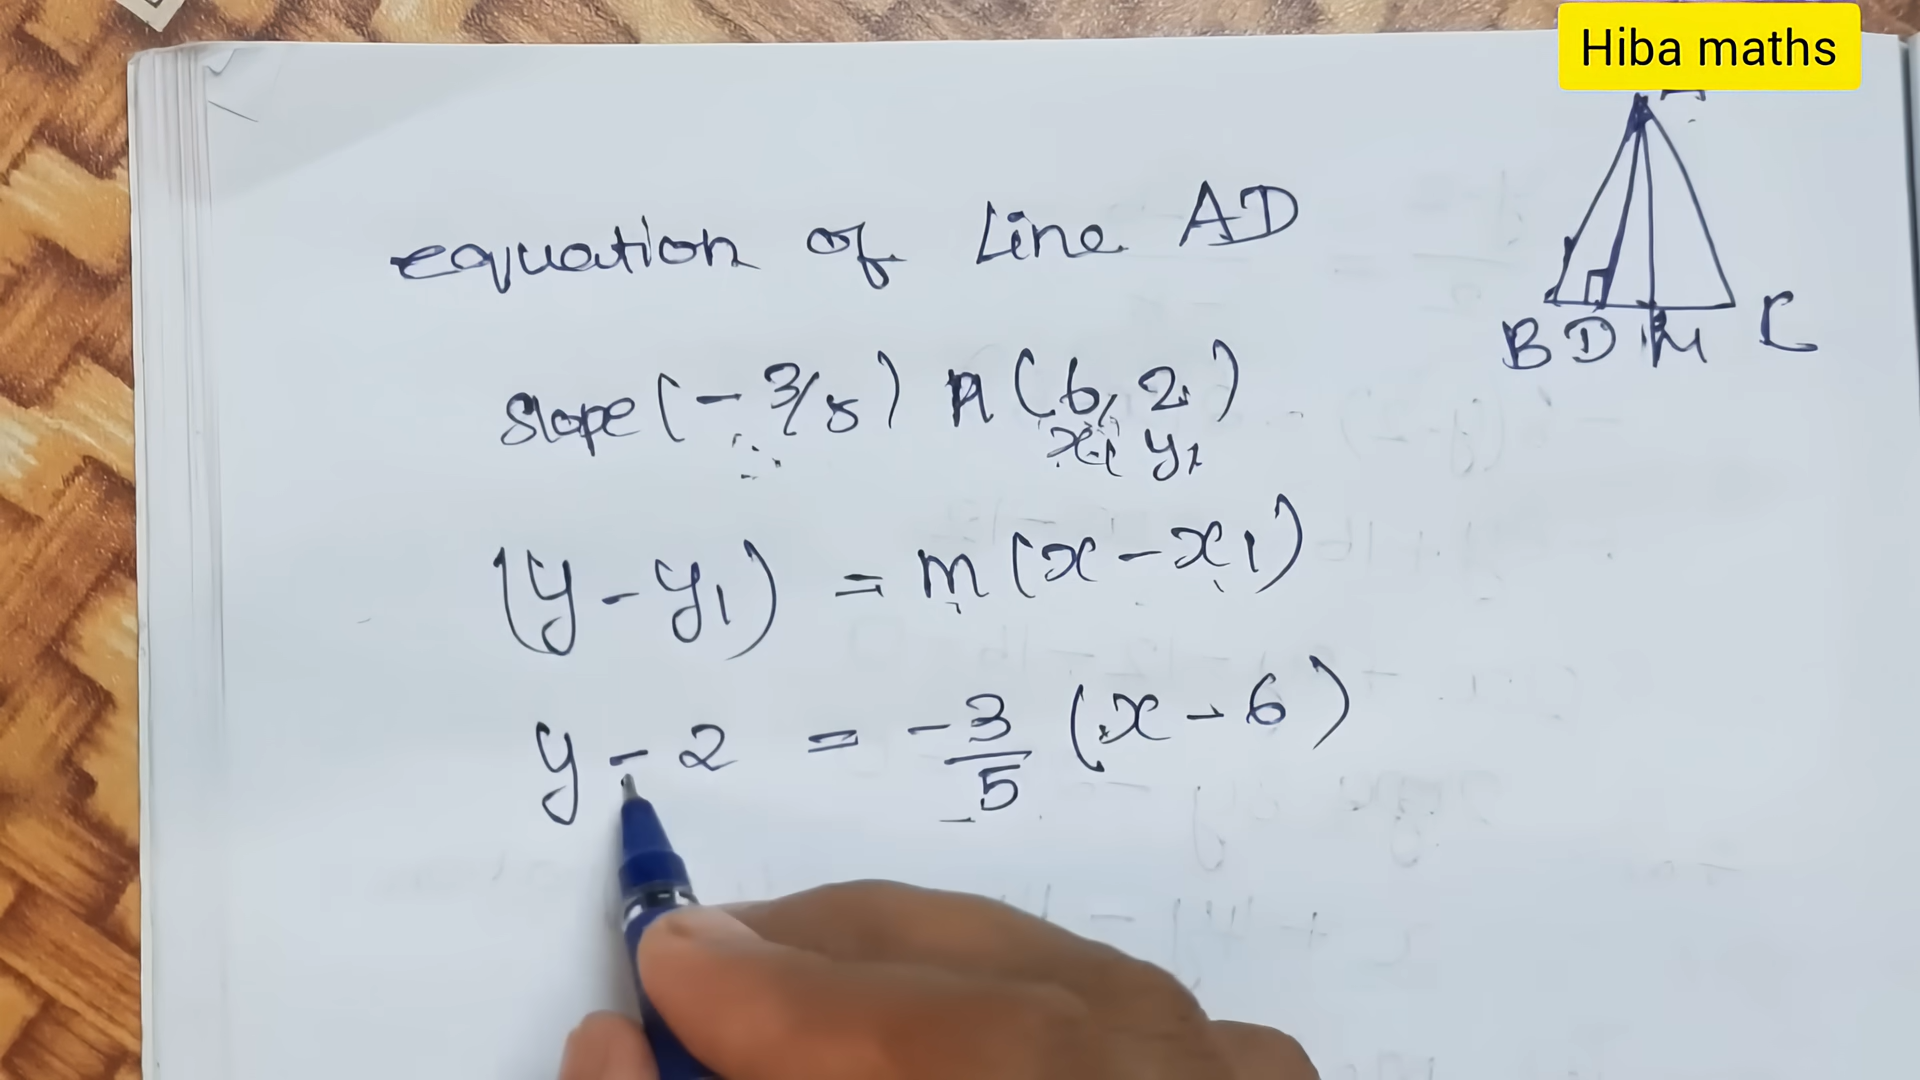 Hiba maths
A
equation of Line AD
B D M C
Slope (- 3/5) A (6, 2)
x1 y1
(y - y1) = m (x - x1)
y - 2 = -3/5 (x - 6)